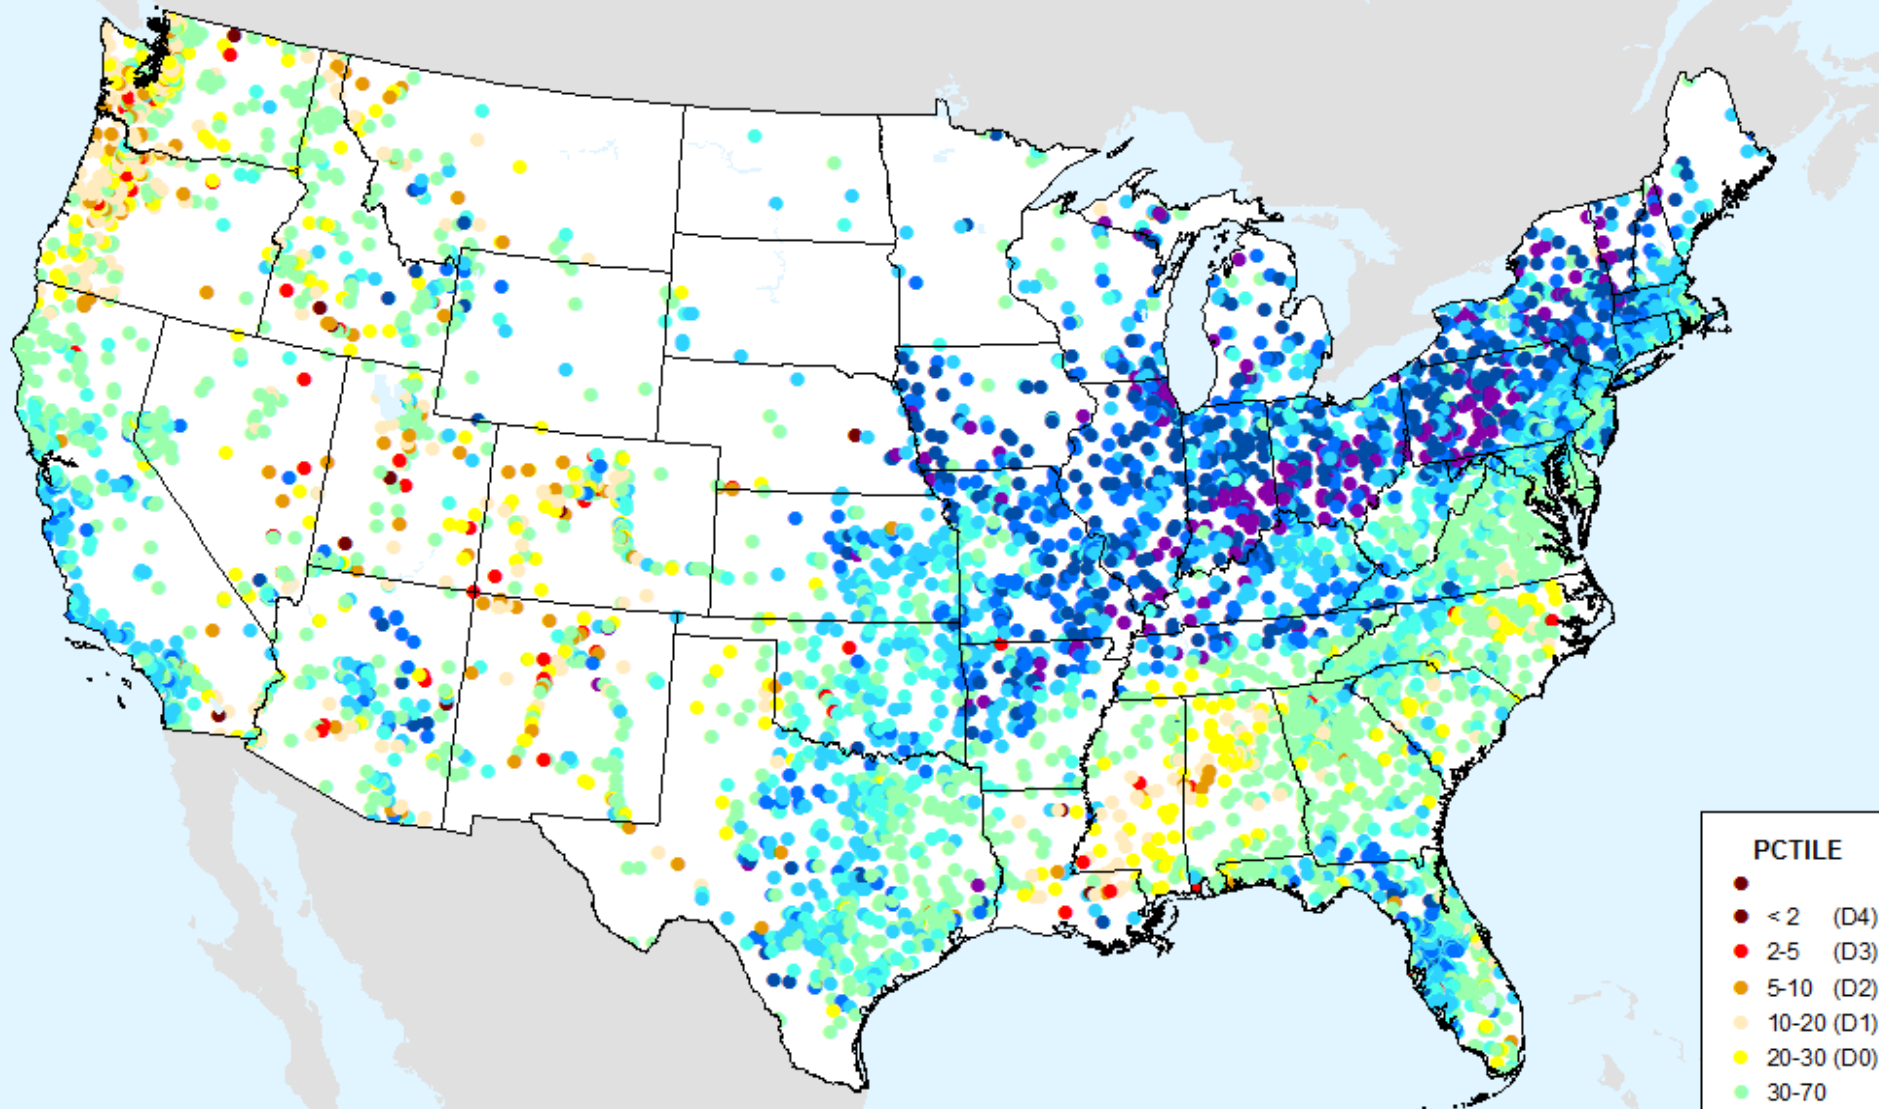 PCTILE
< 2 (D4)
2-5 (D3)
5-10 (D2)
10-20 (D1)
20-30 (D0)
30-70